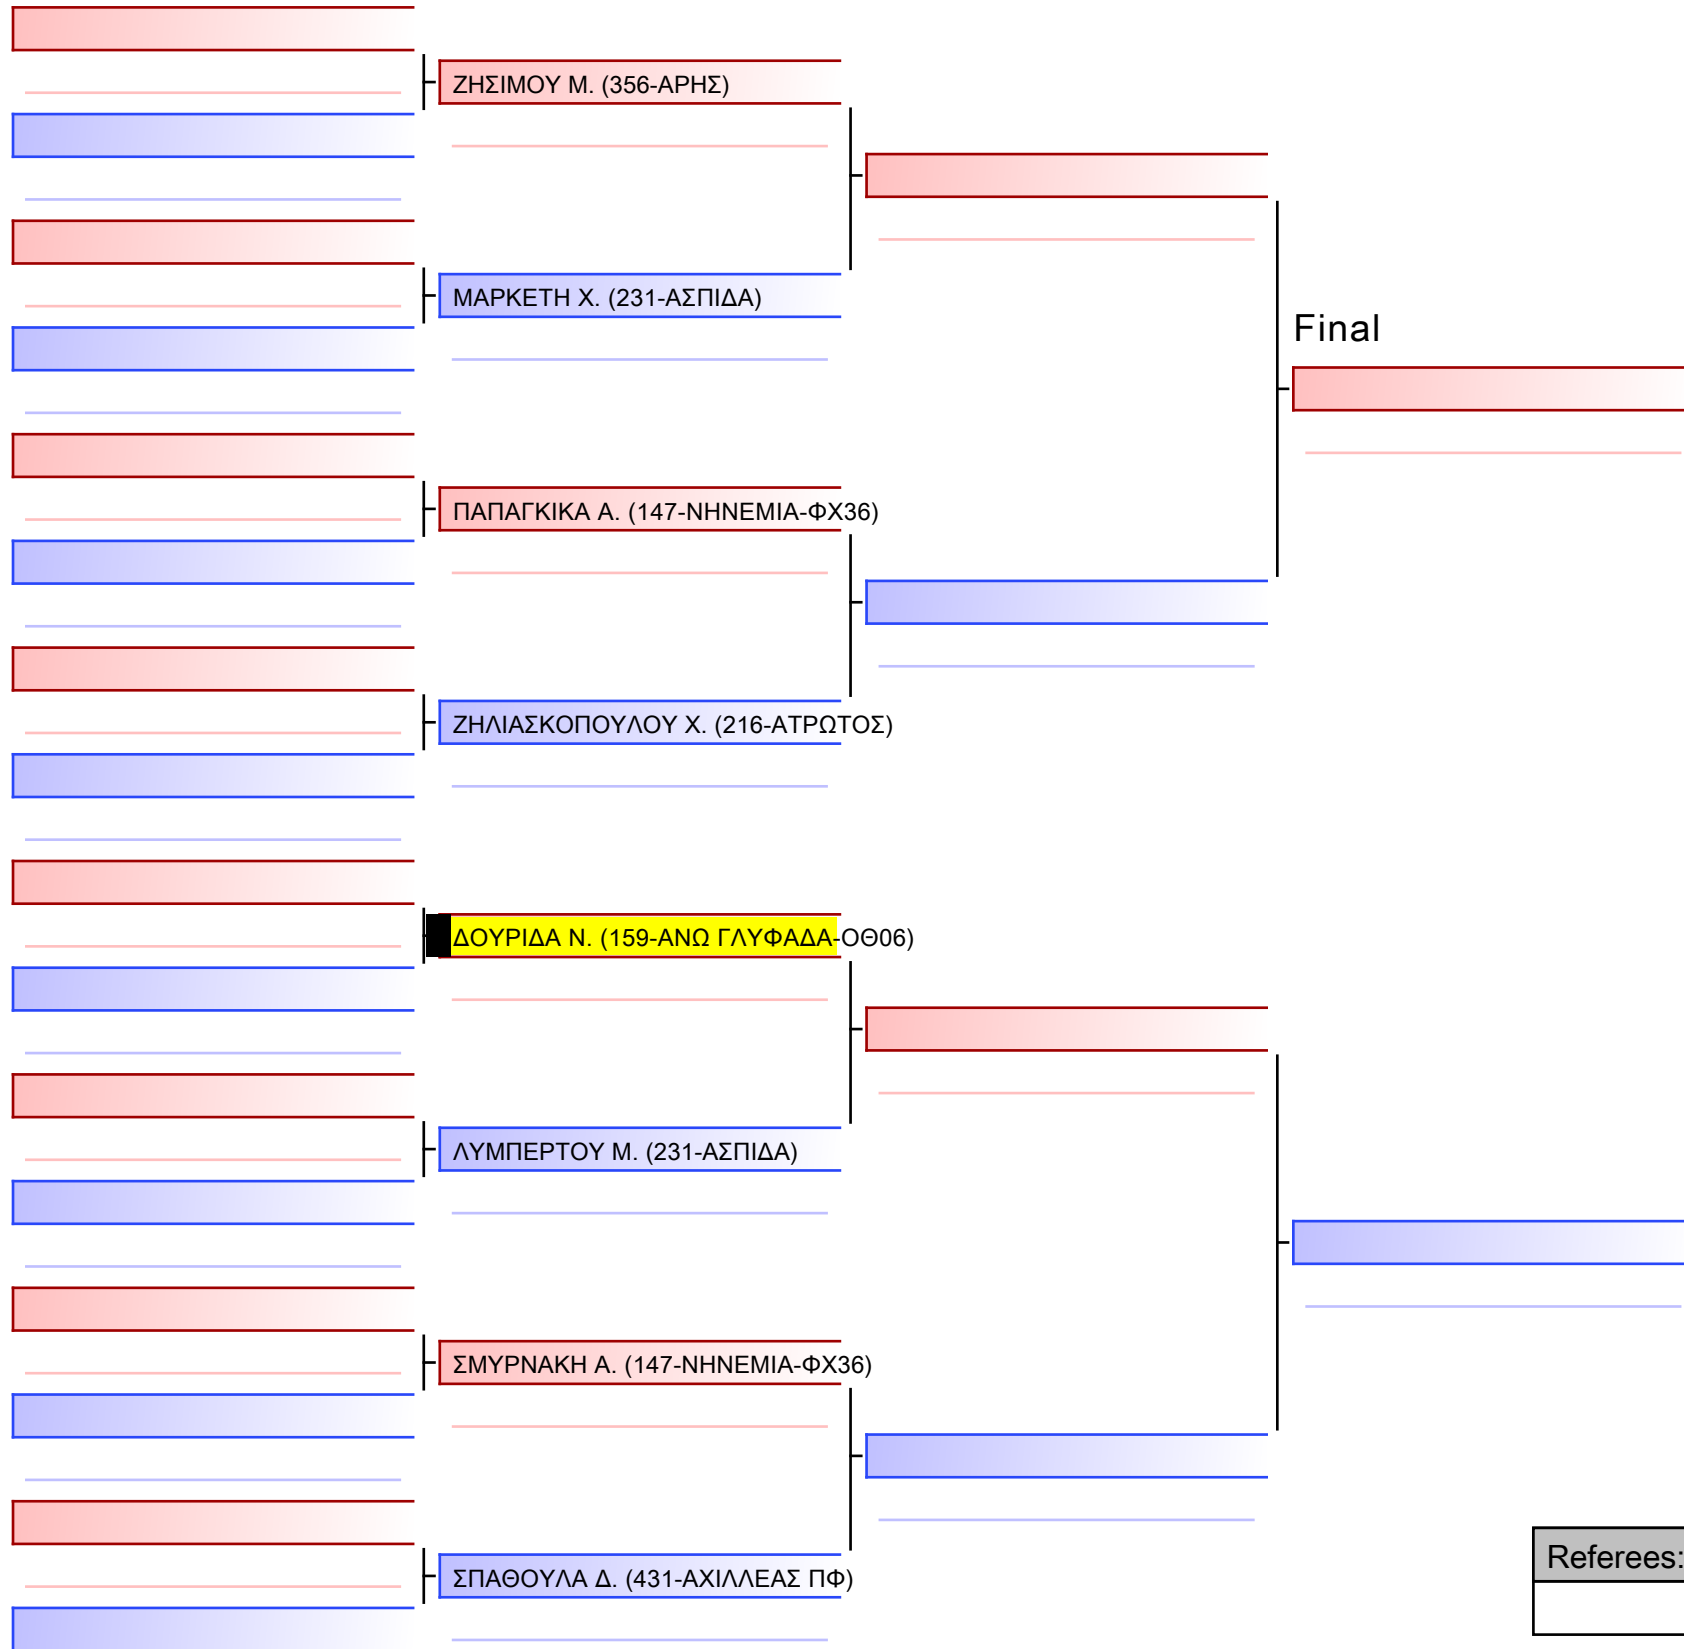 ΖΗΣΙΜΟΥ Μ. (356-ΑΡΗΣ)
ΜΑΡΚΕΤΗ Χ. (231-ΑΣΠΙΔΑ)
Final
ΠΑΠΑΓΚΙΚΑ Α. (147-ΝΗΝΕΜΙΑ-ΦΧ36)
ΖΗΛΙΑΣΚΟΠΟΥΛΟΥ Χ. (216-ΑΤΡΩΤΟΣ)
ΔΟΥΡΙΔΑ Ν. (159-ΑΝΩ ΓΛΥΦΑΔΑ-ΟΘ06)
ΛΥΜΠΕΡΤΟΥ Μ. (231-ΑΣΠΙΔΑ)
ΣΜΥΡΝΑΚΗ Α. (147-ΝΗΝΕΜΙΑ-ΦΧ36)
Referees:
ΣΠΑΘΟΥΛΑ Δ. (431-ΑΧΙΛΛΕΑΣ ΠΦ)